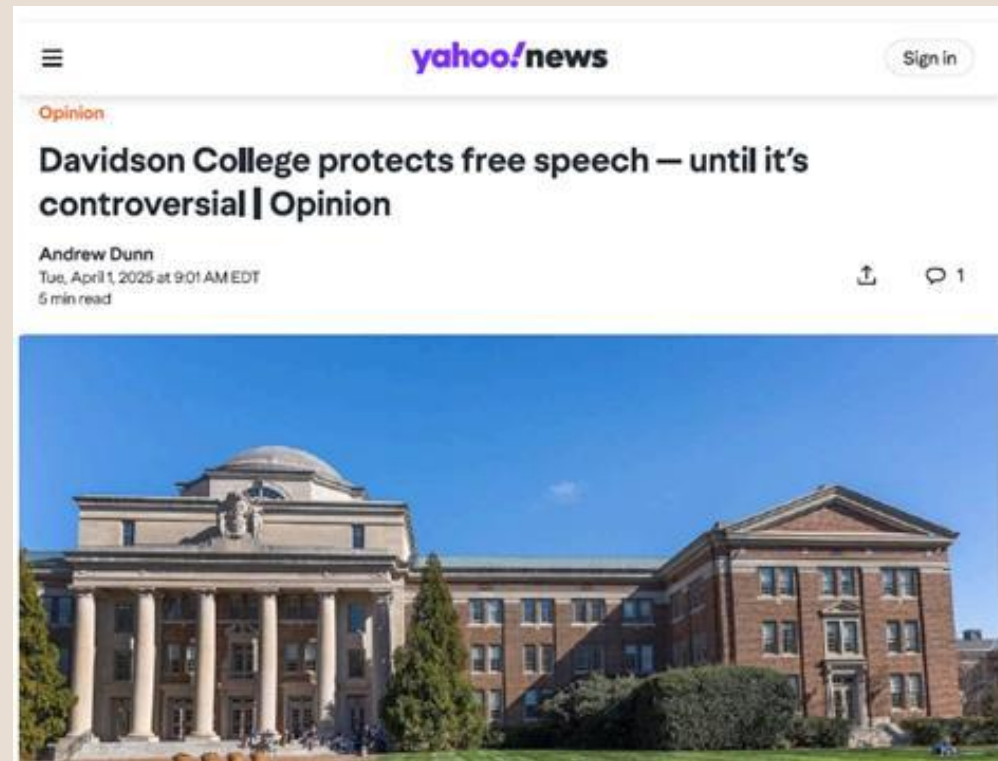 yahoo!news
Sign in
Opinion
Davidson College protects free speech — until it's
controversial | Opinion
Andrew Dunn
Tue, April 1, 2025 at 9:01 AM EDT
5 min read
1